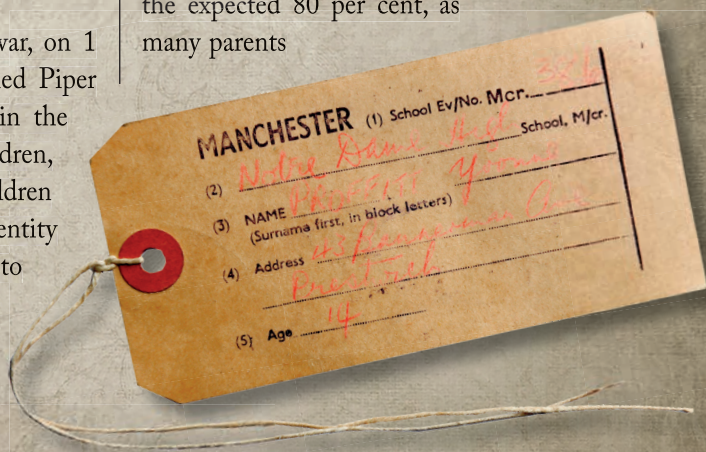 the expected 80 per cent, as
many parents
war, on 1
ed Piper
in the
dren,
ldren
entity
to
MANCHESTER (1) School Ev/No. Mcr.
(2) Notre Dame High School, M/cr.
(3) NAME Yvonne
(Surname first, in block letters)
(4) Address 43
(5) Age 14